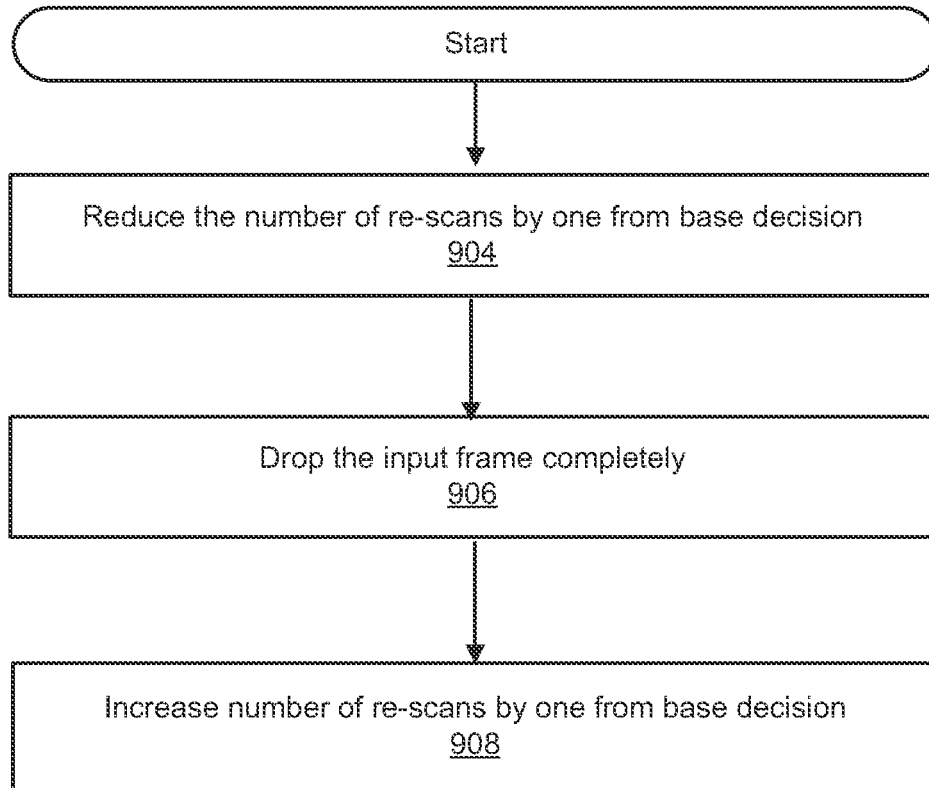 Start
Reduce the number of re-scans by one from base decision
904
Drop the input frame completely
906
Increase number of re-scans by one from base decision
908